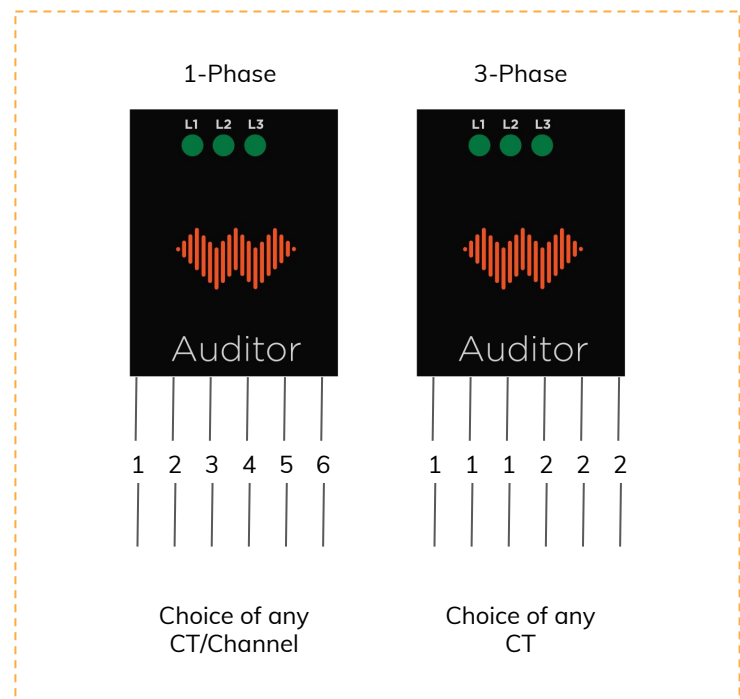 1-Phase
L1 L2 L3
Auditor
1 2 3 4 5 6
Choice of any
CT/Channel
3-Phase
L1 L2 L3
Auditor
1 1 1 2 2 2
Choice of any
CT